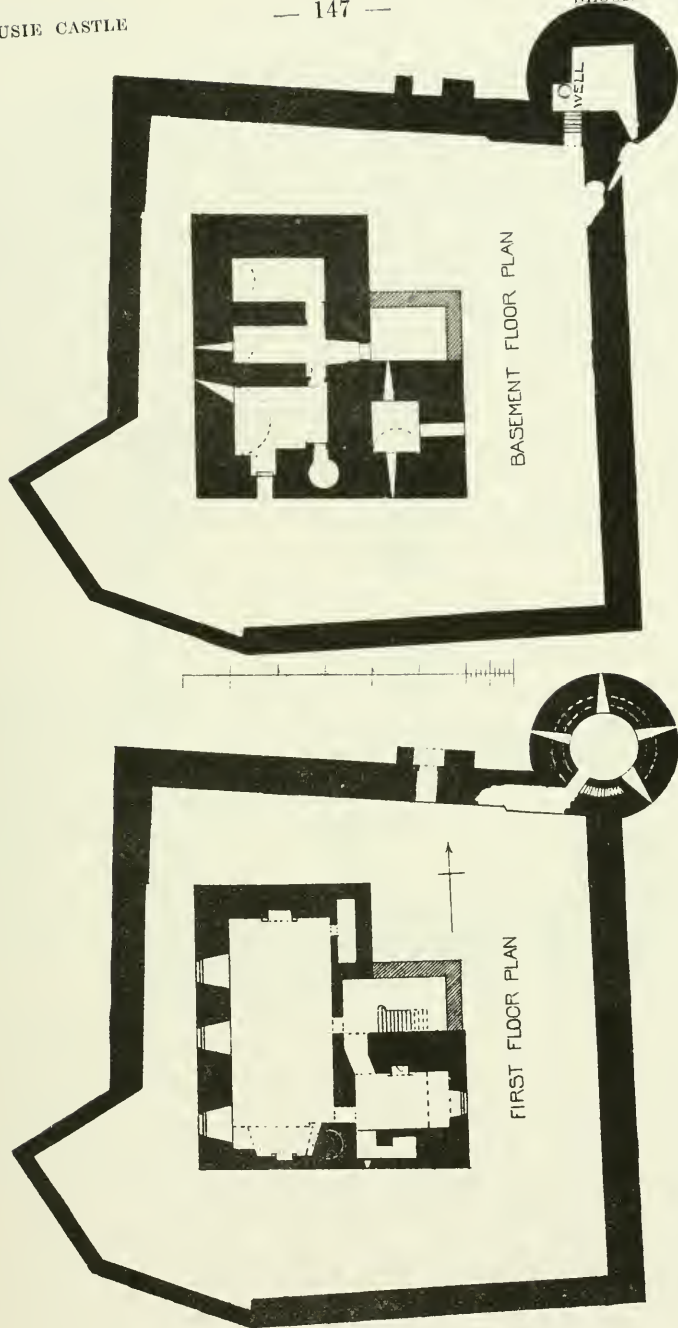 USIE CASTLE
— 147 —
WELL
BASEMENT FLOOR PLAN
FIRST FLOOR PLAN